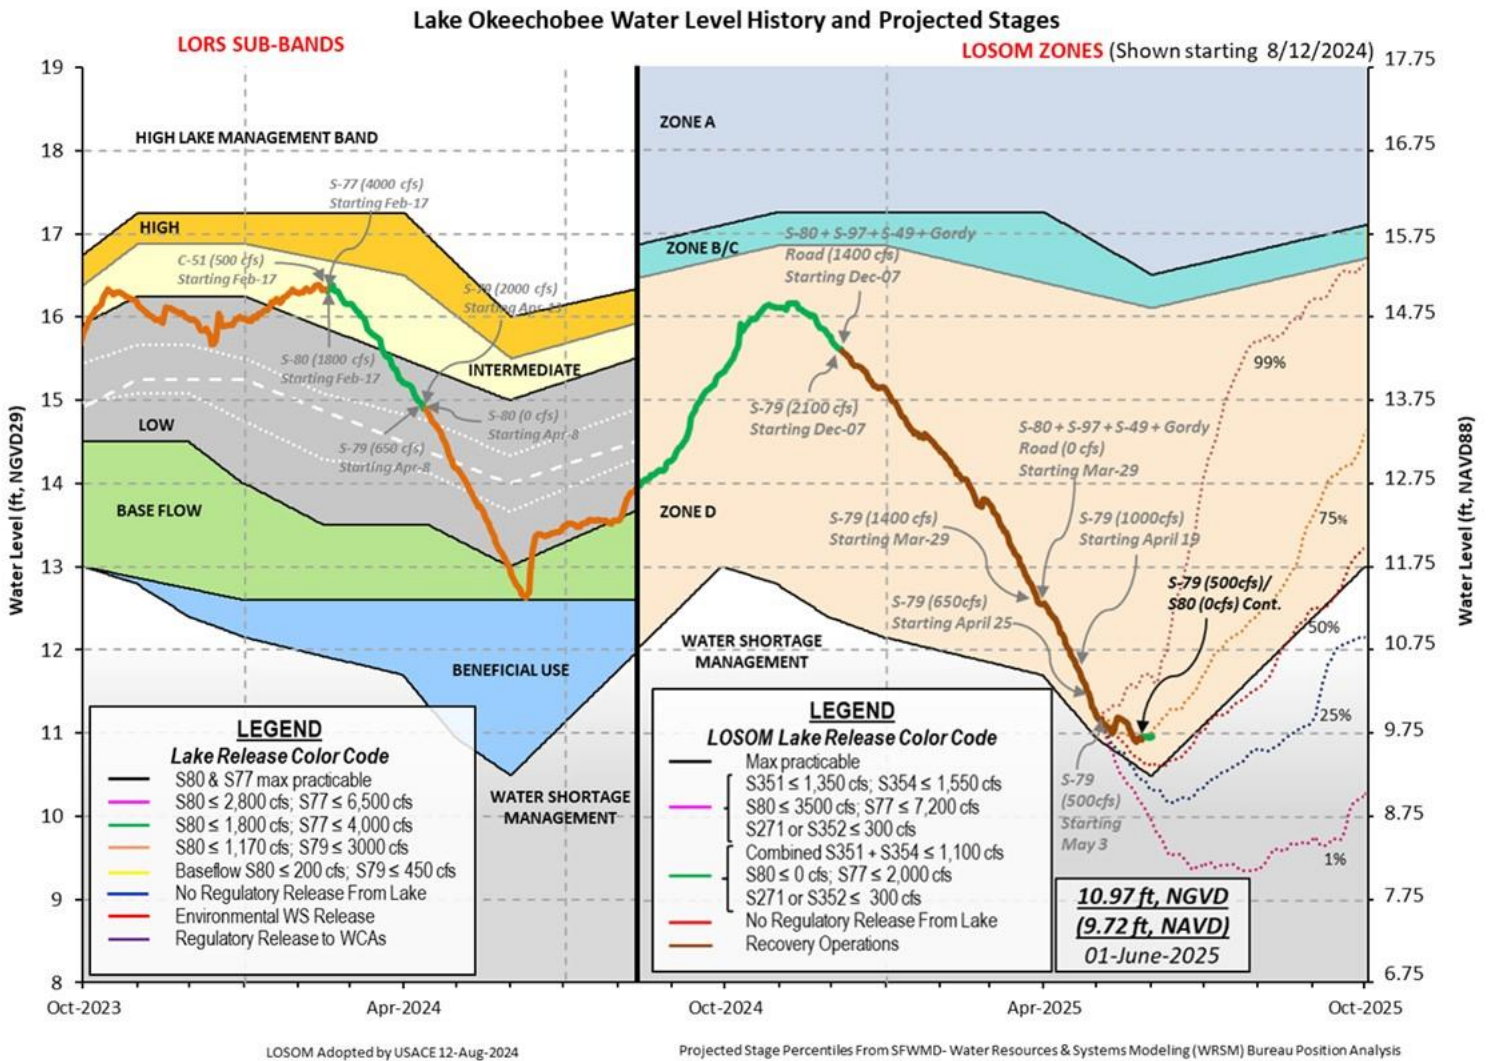 Lake Okeechobee Water Level History and Projected Stages
LORS SUB-BANDS
LOSOM ZONES (Shown starting 8/12/2024)
Water Level (ft, NGVD29)
19
18
17
16
15
14
13
12
11
10
9
8
HIGH LAKE MANAGEMENT BAND
S-77 (4000 cfs)
Starting Feb-17
HIGH
C-51 (500 cfs)
Starting Feb-17
S-79 (2000 cfs)
Starting Apr-13
S-80 (1800 cfs)
Starting Feb-17
INTERMEDIATE
S-80 (0 cfs)
Starting Apr-8
LOW
S-79 (650 cfs)
Starting Apr-8
BASE FLOW
BENEFICIAL USE
WATER SHORTAGE
MANAGEMENT
LEGEND
Lake Release Color Code
S80 & S77 max practicable
S80 ≤ 2,800 cfs; S77 ≤ 6,500 cfs
S80 ≤ 1,800 cfs; S77 ≤ 4,000 cfs
S80 ≤ 1,170 cfs; S79 ≤ 3000 cfs
Baseflow S80 ≤ 200 cfs; S79 ≤ 450 cfs
No Regulatory Release From Lake
Environmental WS Release
Regulatory Release to WCAs
ZONE A
ZONE B/C
S-80 + S-97 + S-49 + Gordy
Road (1400 cfs)
Starting Dec-07
99%
S-79 (2100 cfs)
Starting Dec-07
S-80 + S-97 + S-49 + Gordy
Road (0 cfs)
Starting Mar-29
ZONE D
S-79 (1400 cfs)
Starting Mar-29
S-79 (1000cfs)
Starting April 19
75%
S-79 (500cfs)/
S80 (0cfs) Cont.
S-79 (650cfs)
Starting April 25
50%
WATER SHORTAGE
MANAGEMENT
25%
S-79
(500cfs)
Starting
May 3
1%
LEGEND
LOSOM Lake Release Color Code
Max practicable
S351 ≤ 1,350 cfs; S354 ≤ 1,550 cfs
S80 ≤ 3500 cfs; S77 ≤ 7,200 cfs
S271 or S352 ≤ 300 cfs
Combined S351 + S354 ≤ 1,100 cfs
S80 ≤ 0 cfs; S77 ≤ 2,000 cfs
S271 or S352 ≤ 300 cfs
No Regulatory Release From Lake
Recovery Operations
10.97 ft, NGVD
(9.72 ft, NAVD)
01-June-2025
17.75
16.75
15.75
14.75
13.75
12.75
11.75
10.75
9.75
8.75
7.75
6.75
Water Level (ft, NAVD88)
Oct-2023
Apr-2024
Oct-2024
Apr-2025
Oct-2025
LOSOM Adopted by USACE 12-Aug-2024
Projected Stage Percentiles From SFWMD- Water Resources & Systems Modeling (WRSM) Bureau Position Analysis